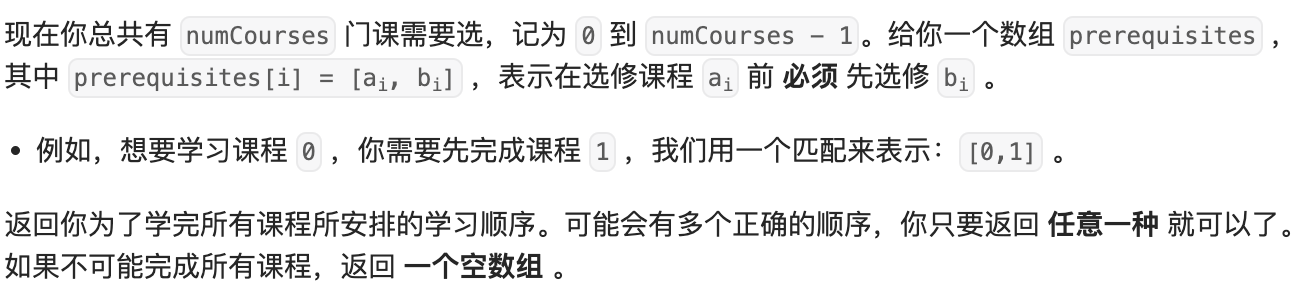 现在你总共有 numCourses 门课需要选，记为 0 到 numCourses - 1。给你一个数组 prerequisites ，
其中 prerequisites[i] = [ai, bi] ，表示在选修课程 ai 前 必须 先选修 bi 。
• 例如，想要学习课程 0 ，你需要先完成课程 1 ，我们用一个匹配来表示：[0,1] 。
返回你为了学完所有课程所安排的学习顺序。可能会有多个正确的顺序，你只要返回 任意一种 就可以了。
如果不可能完成所有课程，返回 一个空数组 。